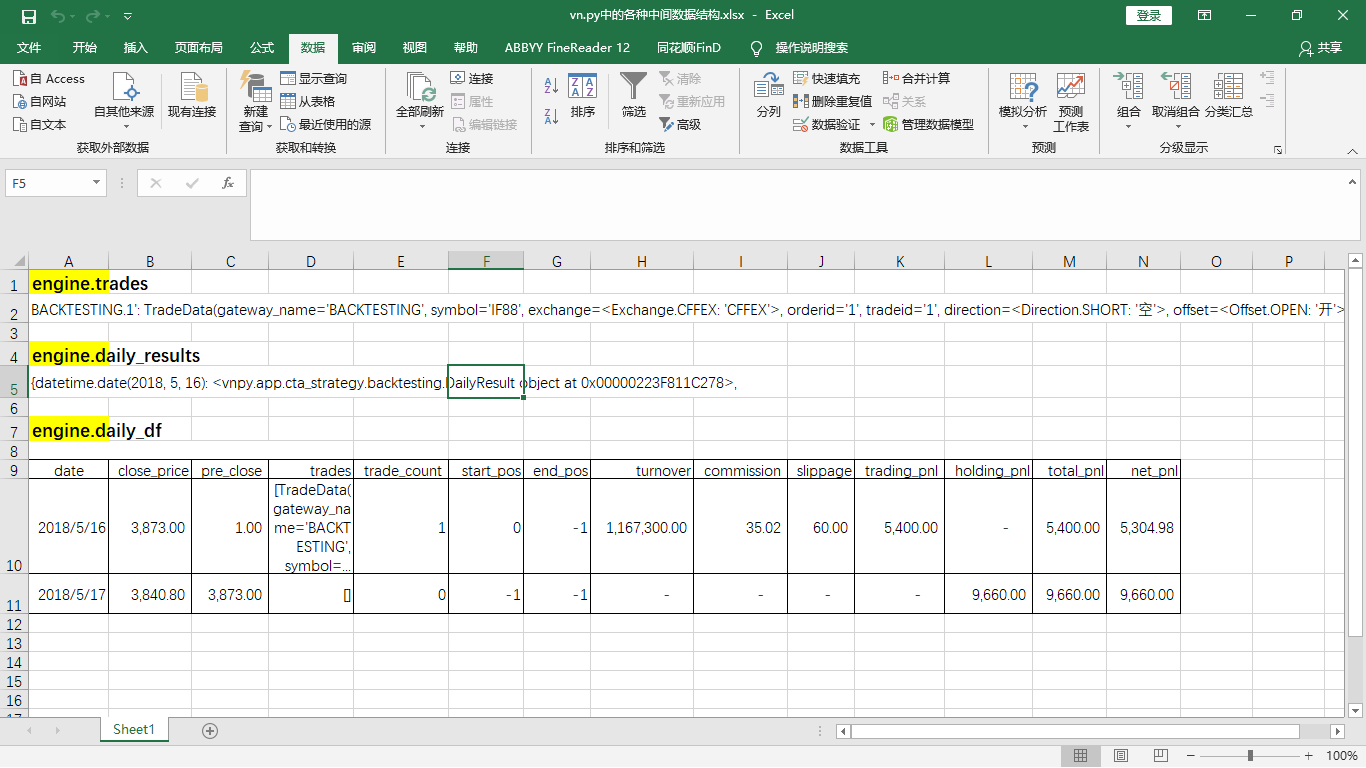 vn.py中的各种中间数据结构.xlsx - Excel
登录
文件 开始 插入 页面布局 公式 数据 审阅 视图 帮助 ABBYY FineReader 12 同花顺iFinD 操作说明搜索 共享
自 Access
自网站
自文本
自其他来源
现有连接
获取外部数据
新建
查询
显示查询
从表格
最近使用的源
获取和转换
全部刷新
连接
属性
编辑链接
连接
排序
筛选
清除
重新应用
高级
排序和筛选
分列
快速填充
删除重复值
数据验证
合并计算
关系
管理数据模型
数据工具
模拟分析
预测
工作表
预测
组合
取消组合
分类汇总
分级显示
F5
fx
A B C D E F G H I J K L M N O P
1 engine.trades
2 BACKTESTING.1': TradeData(gateway_name='BACKTESTING', symbol='IF88', exchange=<Exchange.CFFEX: 'CFFEX'>, orderid='1', tradeid='1', direction=<Direction.SHORT: '空'>, offset=<Offset.OPEN: '开'>
3
4 engine.daily_results
5 {datetime.date(2018, 5, 16): <vnpy.app.cta_strategy.backtesting.DailyResult object at 0x00000223F811C278>,
6
7 engine.daily_df
8
9 date close_price pre_close trades trade_count start_pos end_pos turnover commission slippage trading_pnl holding_pnl total_pnl net_pnl
[TradeData(
gateway_na
me='BACKT
ESTING',
symbol=...
10 2018/5/16 3,873.00 1.00 1 0 -1 1,167,300.00 35.02 60.00 5,400.00 - 5,400.00 5,304.98
11 2018/5/17 3,840.80 3,873.00 [] 0 -1 -1 - - - - 9,660.00 9,660.00 9,660.00
12
13
14
15
16
17
Sheet1
100%